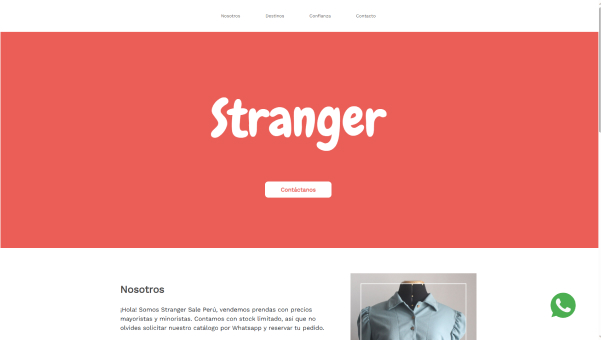 Nosotros Destinos Confianza Contacto
Stranger
Contáctanos
Nosotros
¡Hola! Somos Stranger Sale Perú, vendemos prendas con precios
mayoristas y minoristas. Contamos con stock limitado, asi que no
olvides solicitar nuestro catálogo por Whatsapp y reservar tu pedido.